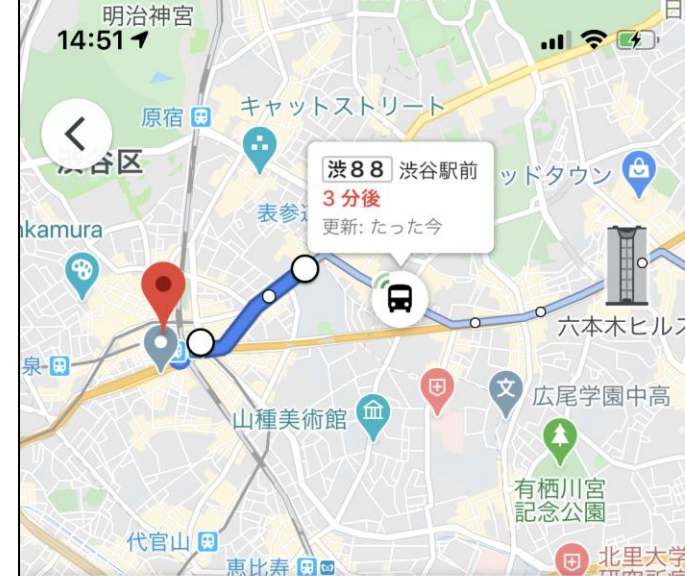 明治神宮
14:51
日
原宿
キャットストリート
渋谷区
渋88 渋谷駅前
3 分後
更新: たった今
ッドタウン
表参道
kamura
六本木ヒルズ
泉
広尾学園中高
山種美術館
文
有栖川宮
記念公園
代官山
恵比寿
北里大学